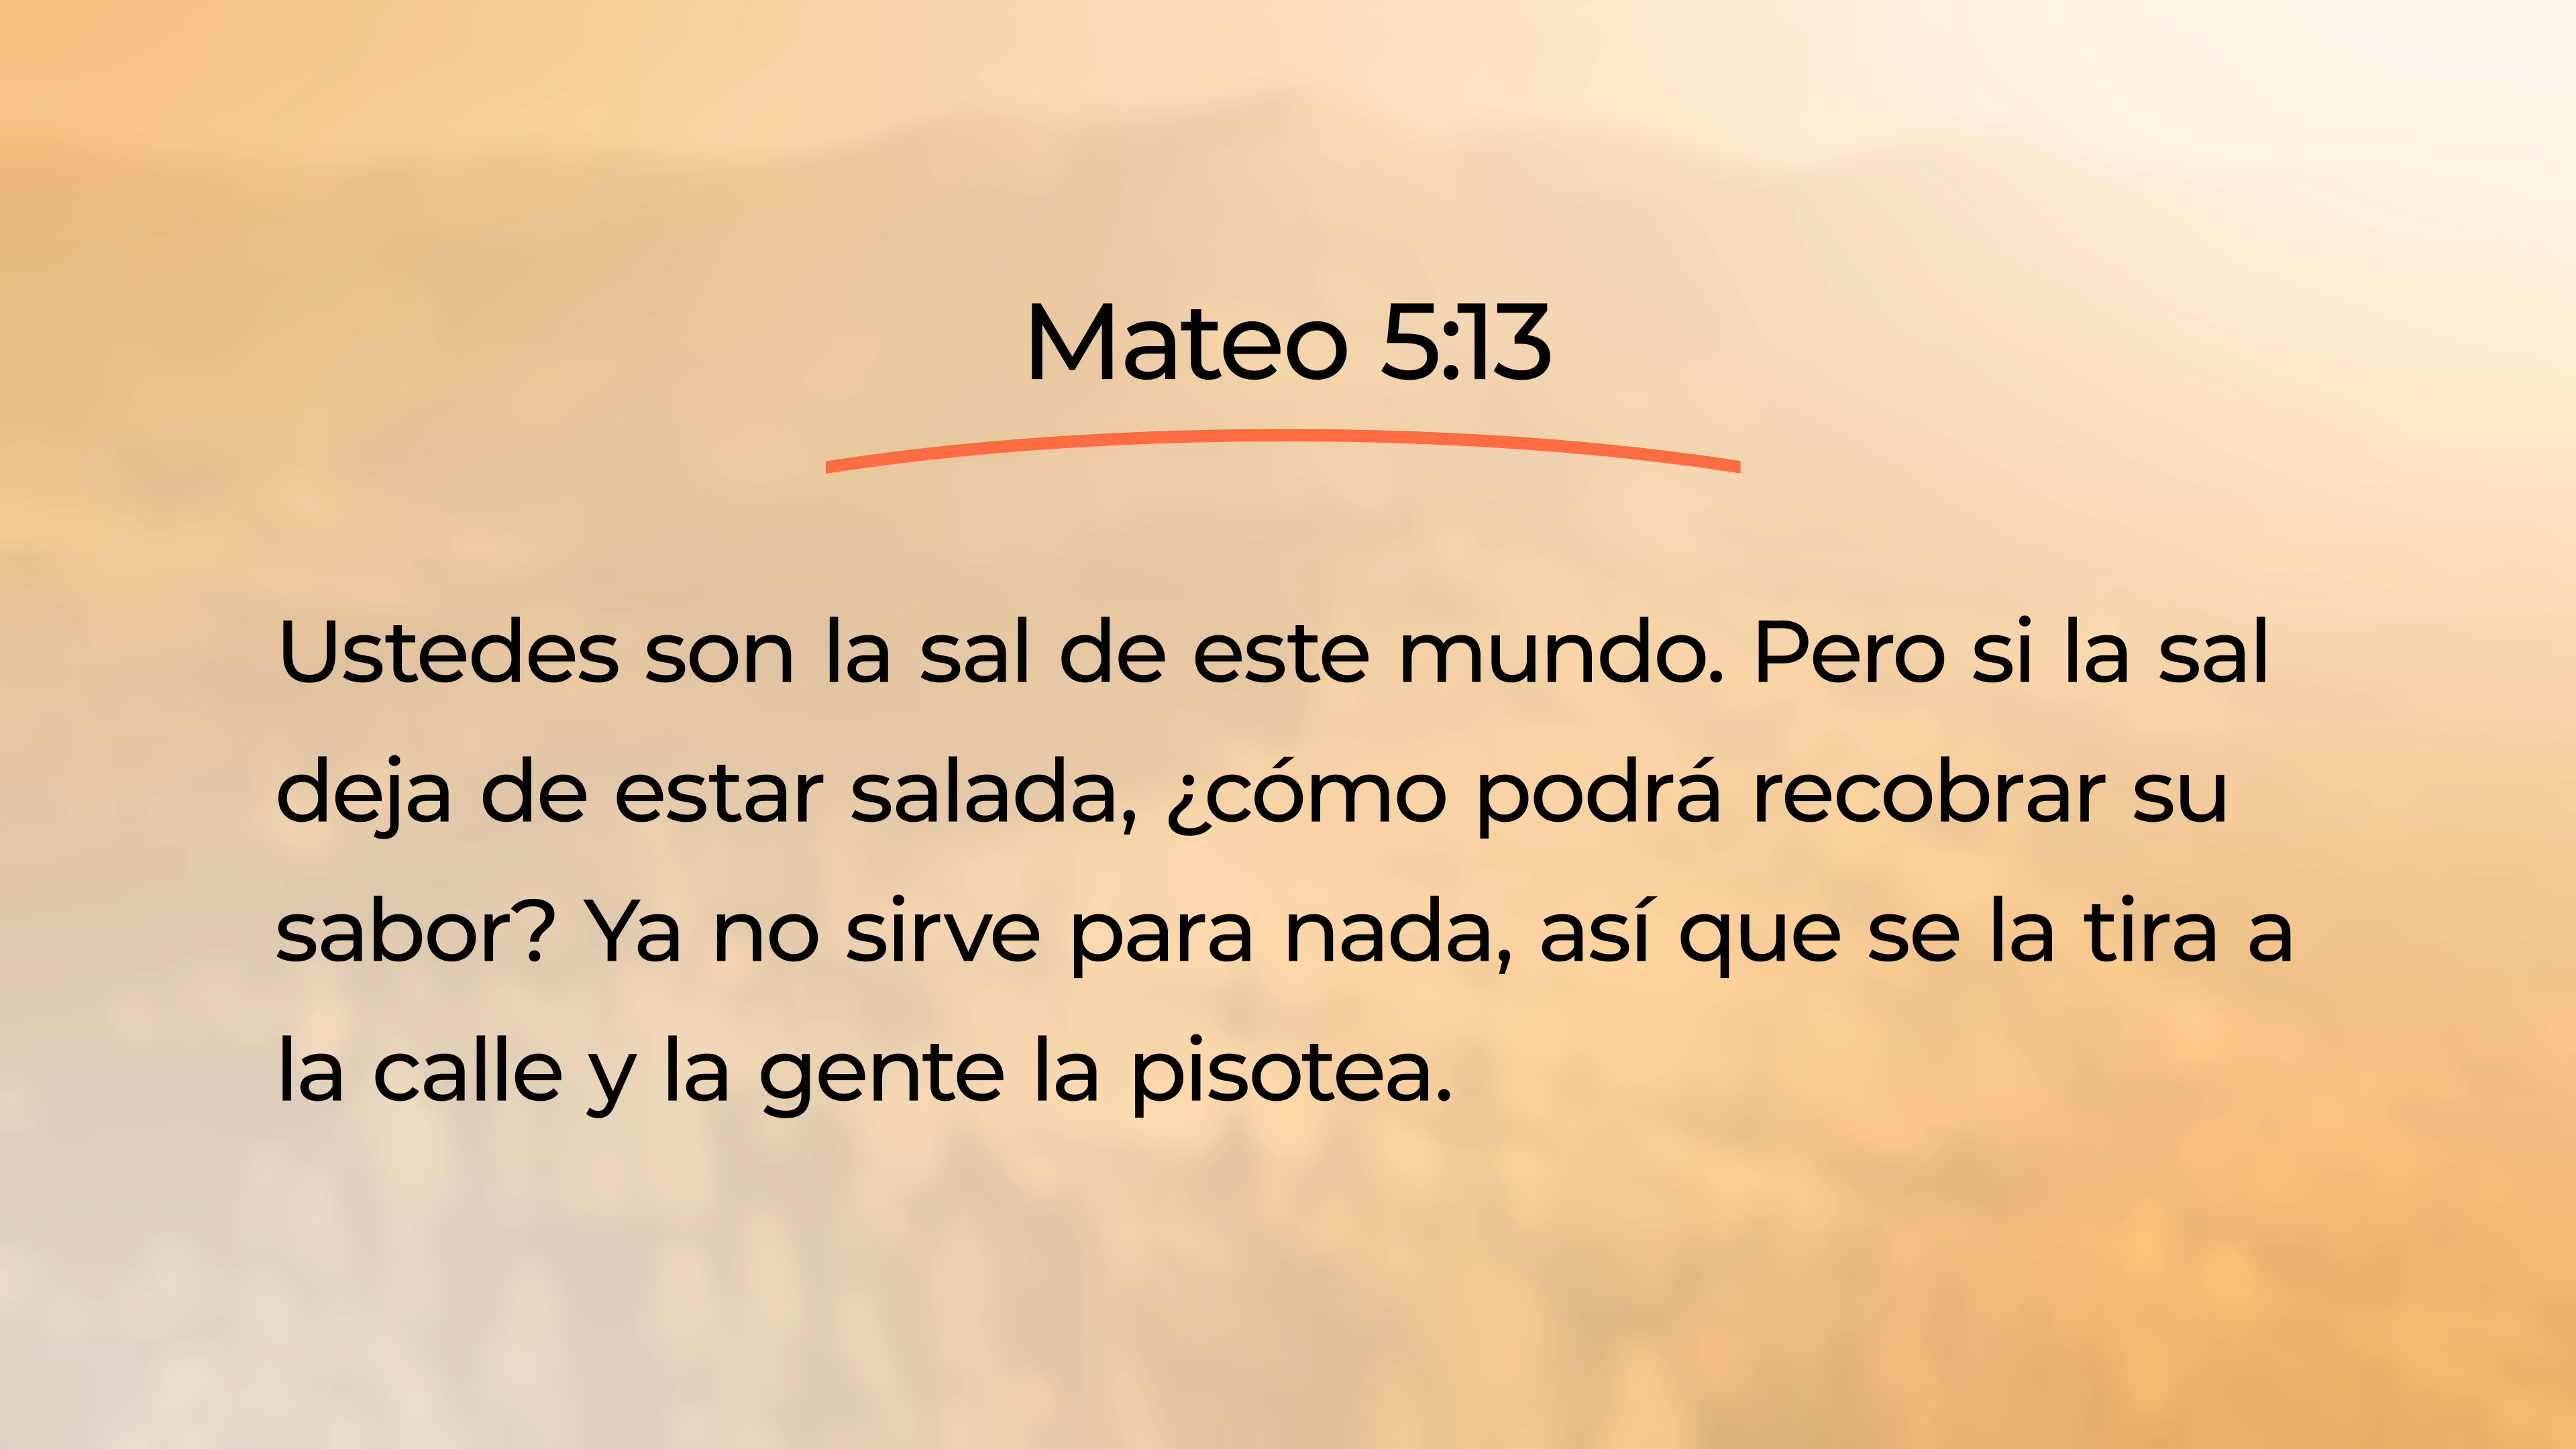 Mateo 5:13
Ustedes son la sal de este mundo. Pero si la sal
deja de estar salada, ¿cómo podrá recobrar su
sabor? Ya no sirve para nada, así que se la tira a
la calle y la gente la pisotea.